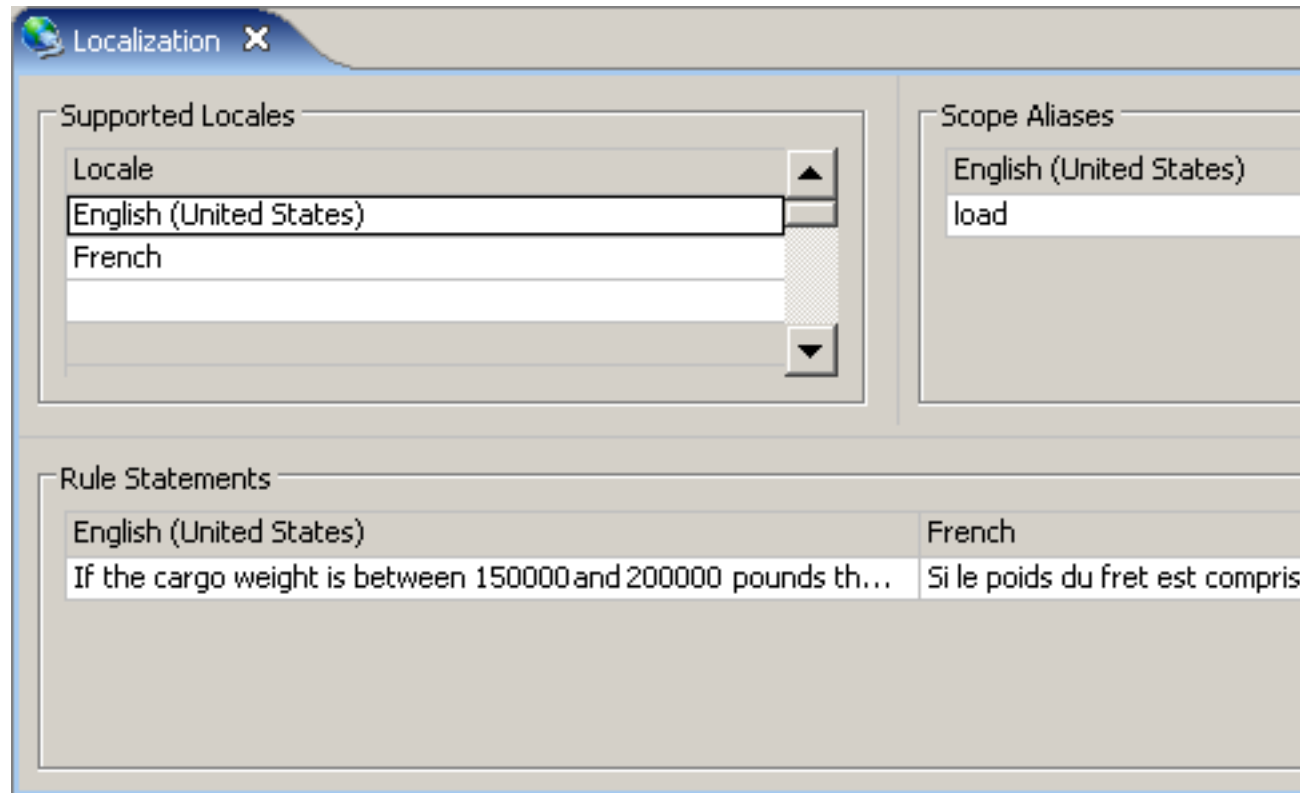 Localization
Supported Locales
Locale
English (United States)
French
Scope Aliases
English (United States)
load
Rule Statements
English (United States) French
If the cargo weight is between 150000 and 200000 pounds th... Si le poids du fret est compris